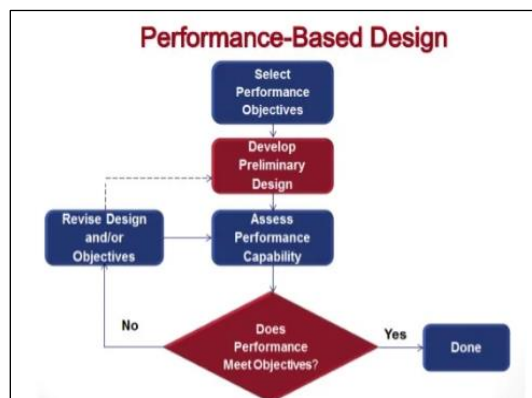 Performance-Based Design
Select
Performance
Objectives
Develop
Preliminary
Design
Revise Design
and/or
Objectives
Assess
Performance
Capability
No
Does
Performance
Meet Objectives?
Yes
Done